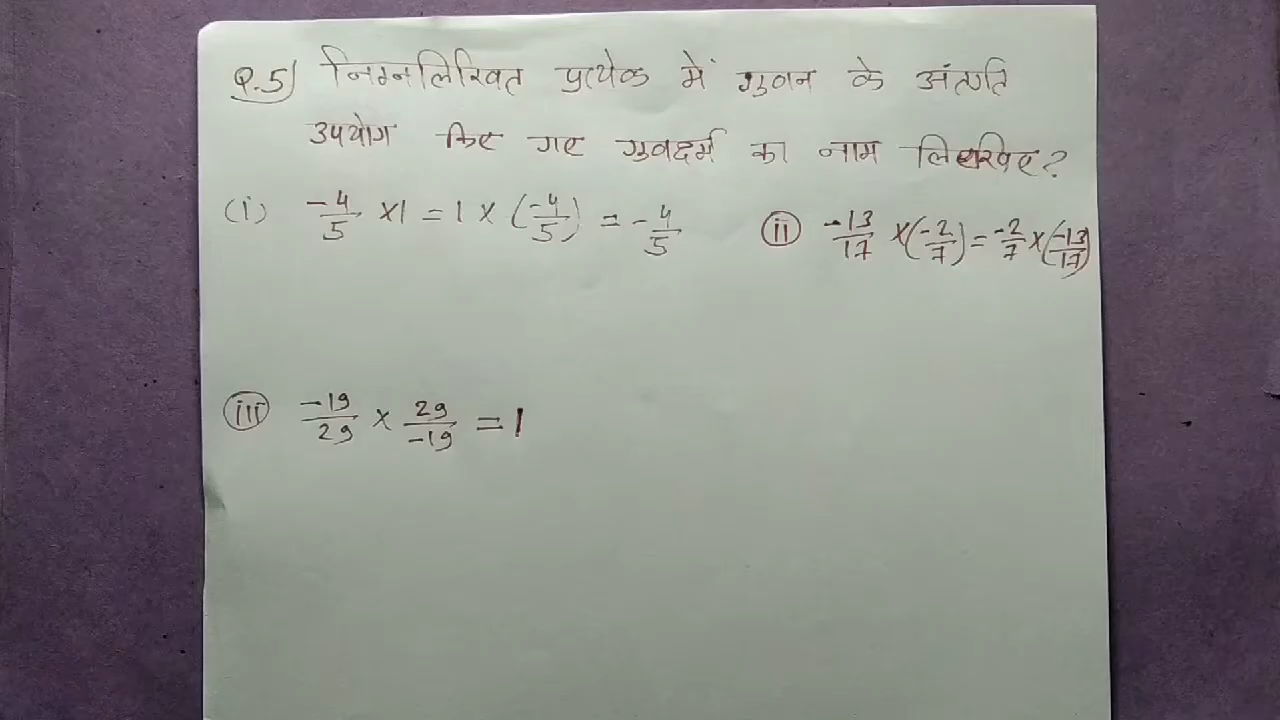 Q.5) निम्नलिखित प्रत्येक में गुणन के अंतर्गत
उपयोग किए गए गुणधर्म का नाम लिखिए?
(i) -4/5 ×1 = 1 × (-4/5) = -4/5
(ii) -13/17 ×(-2/7) = -2/7 ×(-13/17)
(iii) -19/29 × 29/-19 = 1